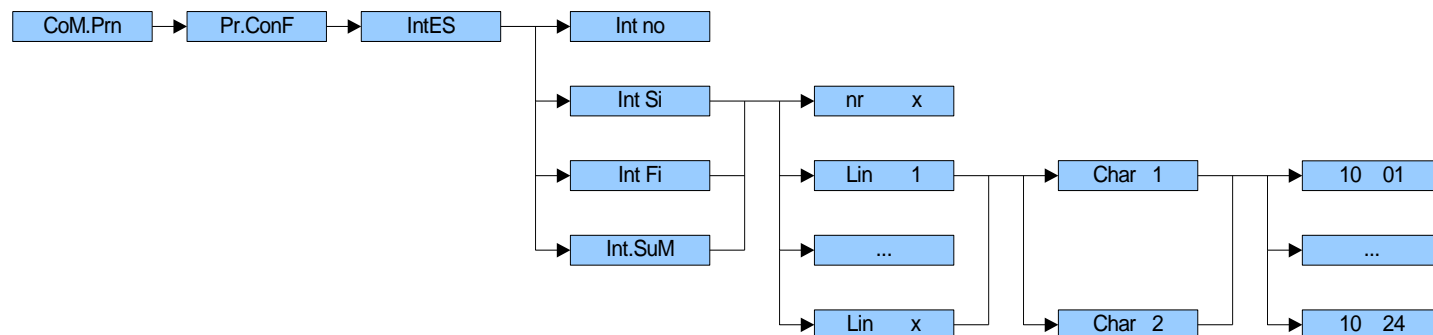 CoM.Prn Pr.ConF IntES Int no
Int Si nr x
Int Fi Lin 1 Char 1 10 01
Int.SuM ... ...
Lin x Char 2 10 24